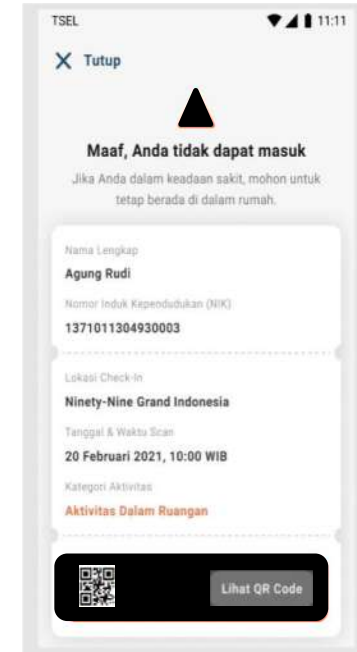 TSEL 11:11
Tutup
Maaf, Anda tidak dapat masuk
Jika Anda dalam keadaan sakit, mohon untuk
tetap berada di dalam rumah.
Nama Lengkap
Agung Rudi
Nomor Induk Kependudukan (NIK)
1371011304930003
Lokasi Check-In
Ninety-Nine Grand Indonesia
Tanggal & Waktu Scan
20 Februari 2021, 10:00 WIB
Kategori Aktivitas
Aktivitas Dalam Ruangan
Lihat QR Code